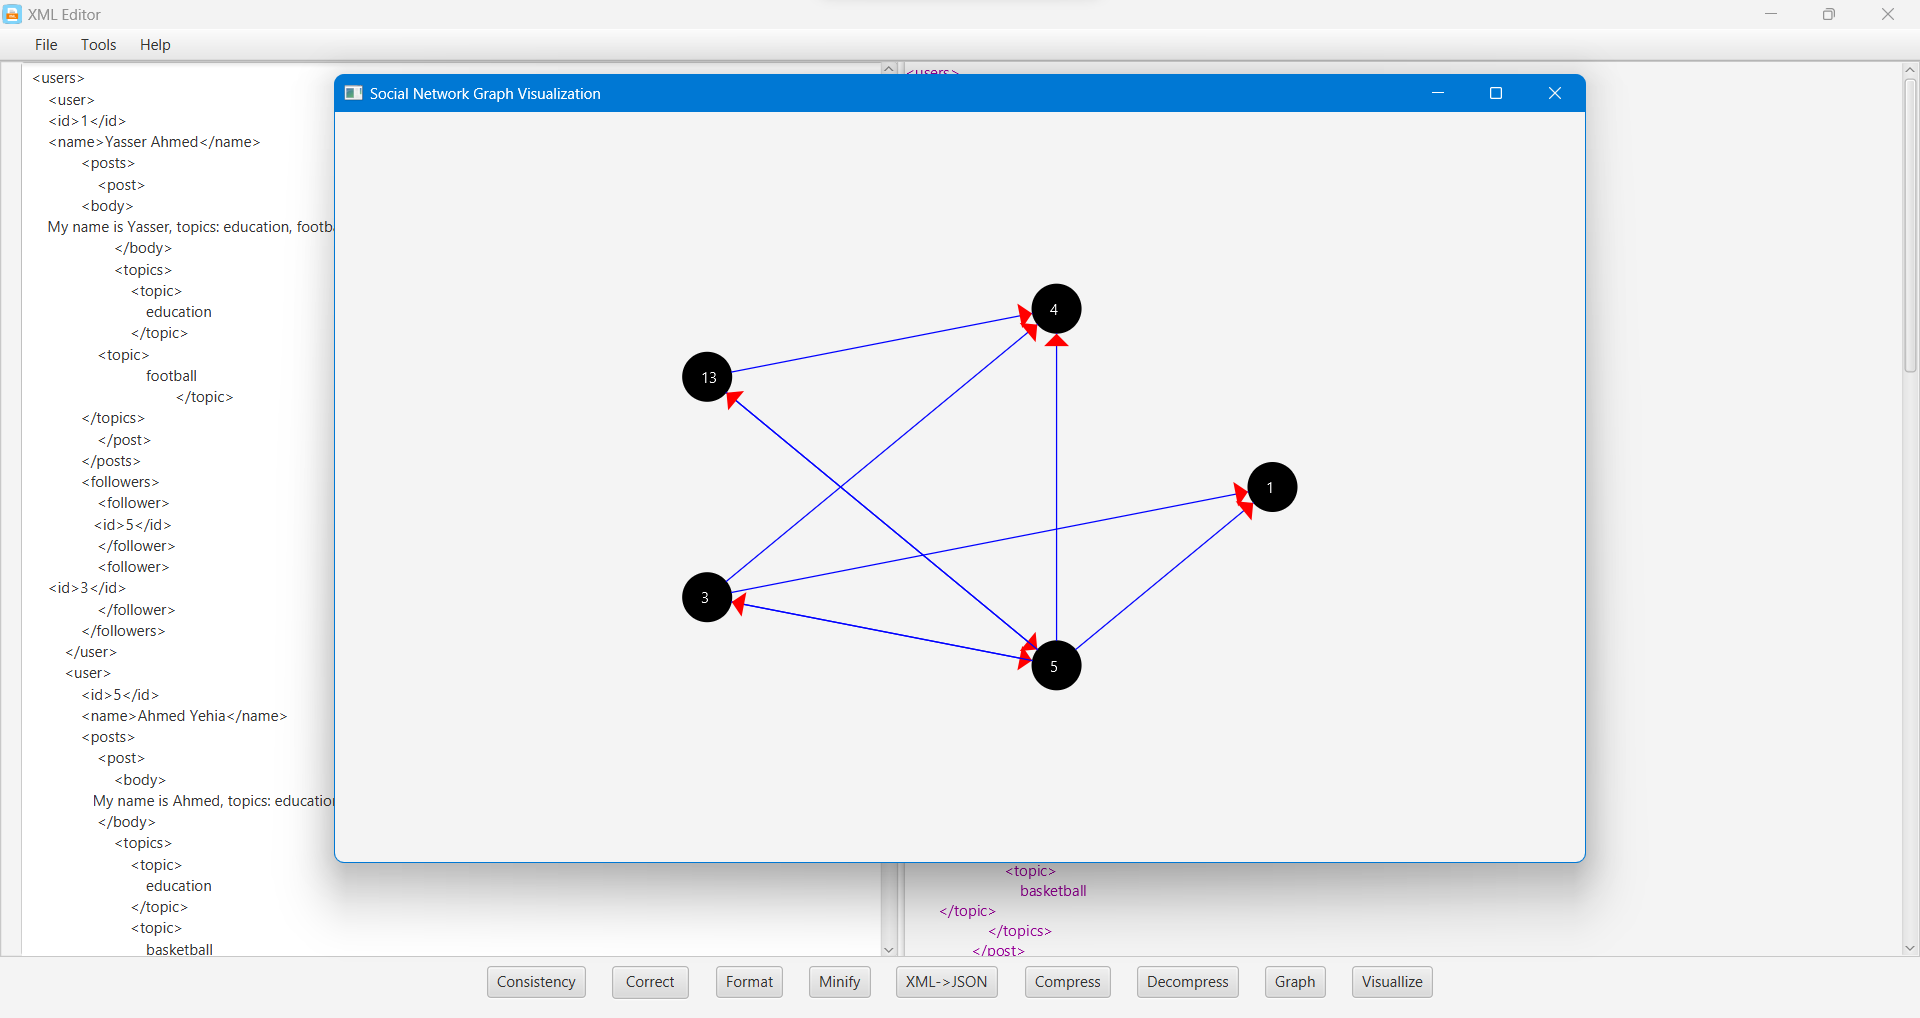 XML Editor
File Tools Help
<users>
<user>
<id>1</id>
<name>Yasser Ahmed</name>
<posts>
<post>
<body>
My name is Yasser, topics: education,
</body>
<topics>
<topic>
education
</topic>
<topic>
football
</topic>
</topics>
</post>
</posts>
<followers>
<follower>
<id>5</id>
</follower>
<follower>
<id>3</id>
</follower>
</followers>
</user>
<user>
<id>5</id>
<name>Ahmed Yehia</name>
<posts>
<post>
<body>
My name is Ahmed, topics:
</body>
<topics>
<topic>
education
</topic>
<topic>
basketball
<users>
Social Network Graph Visualization
4
13
1
3
5
<topic>
basketball
</topic>
</topics>
</post>
Consistency Correct Format Minify XML->JSON Compress Decompress Graph Visuallize